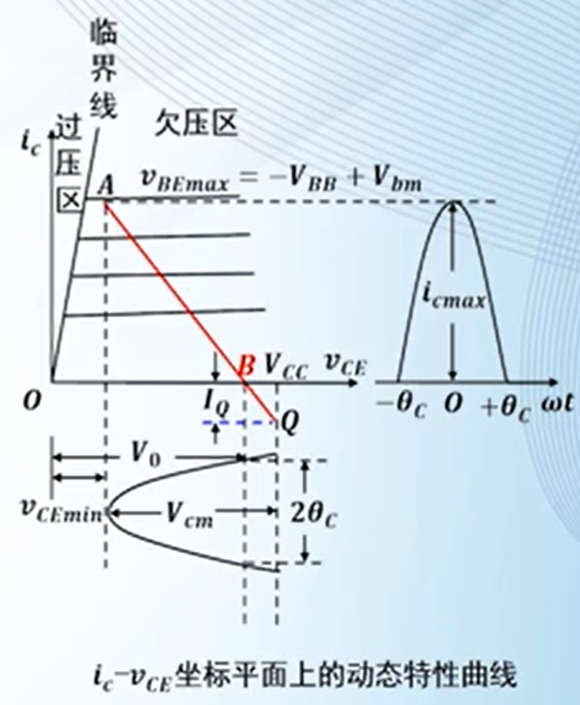 临界线
欠压区
i_c
过压区
A
v_BEmax = −V_BB + V_bm
i_cmax
B V_CC v_CE
O
I_Q
Q
−θ_C O +θ_C ωt
V_0
v_CEmin
V_cm
2θ_C
i_c−v_CE坐标平面上的动态特性曲线